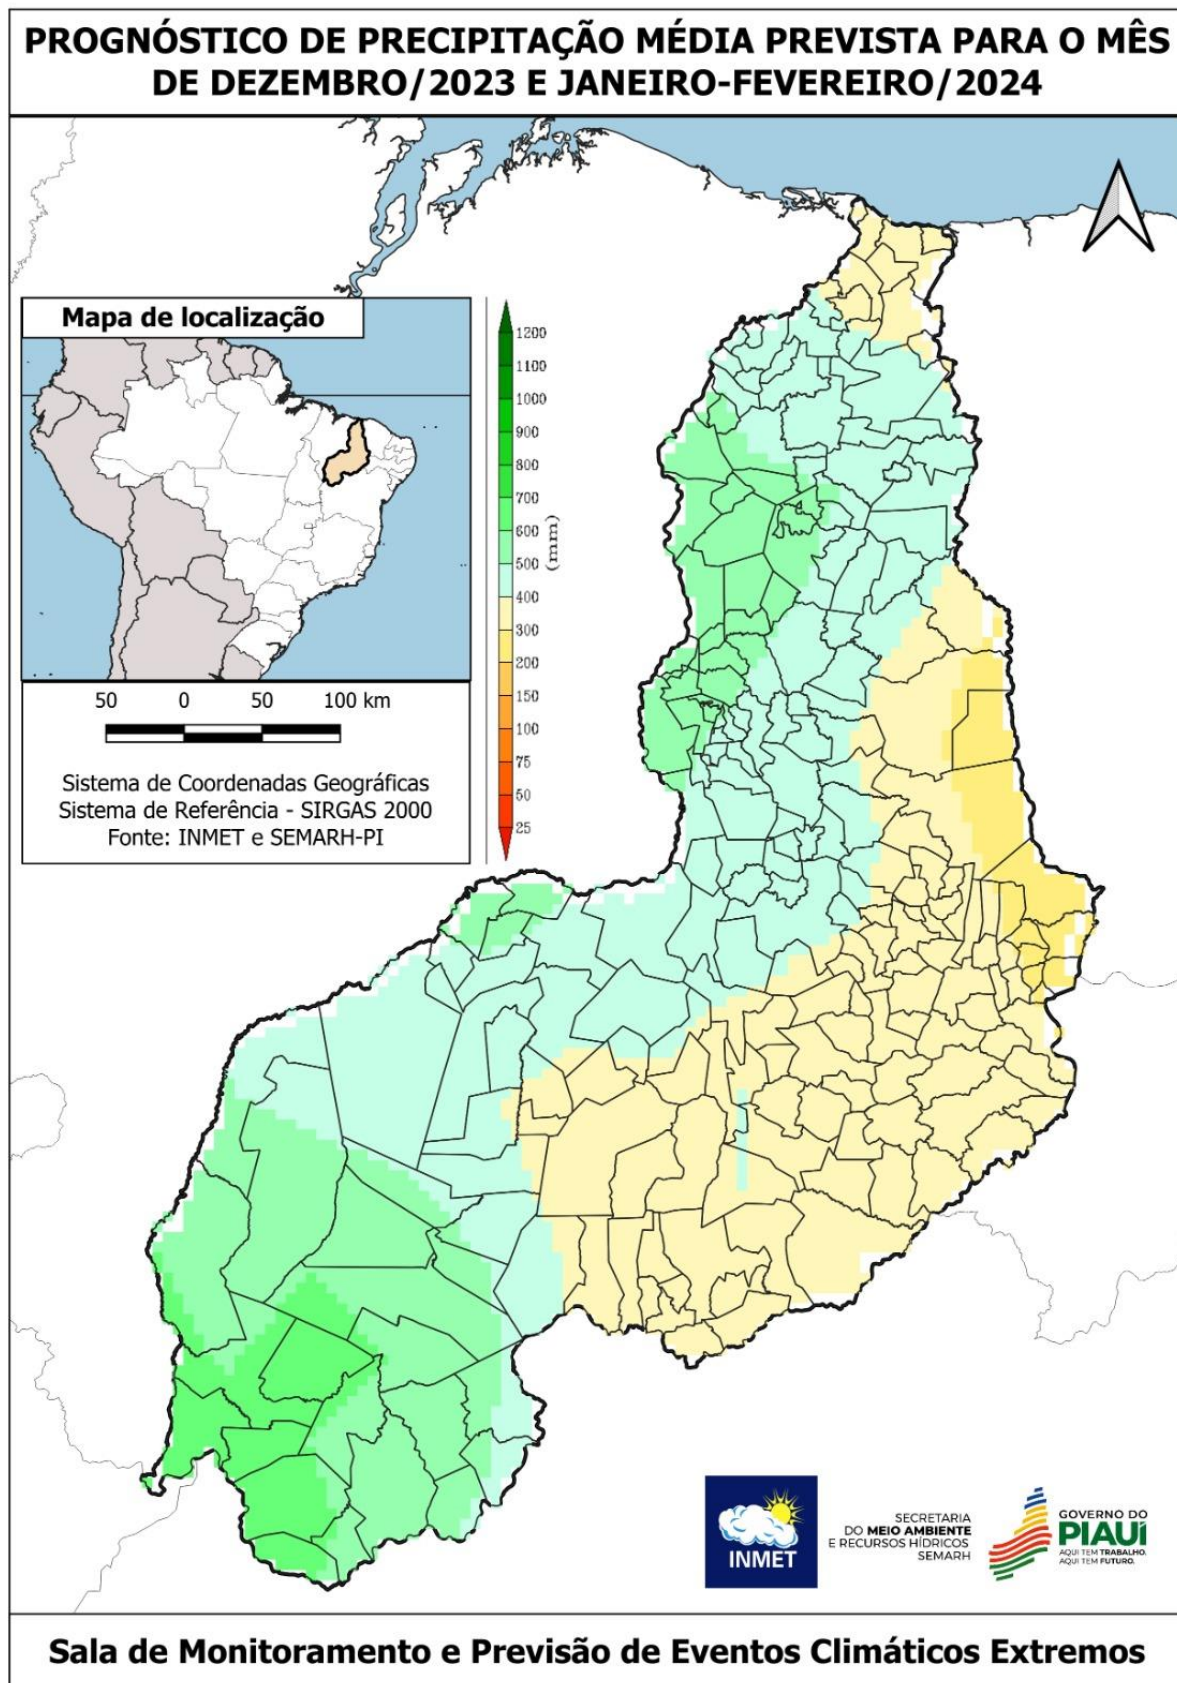 PROGNÓSTICO DE PRECIPITAÇÃO MÉDIA PREVISTA PARA O MÊS
DE DEZEMBRO/2023 E JANEIRO-FEVEREIRO/2024
Mapa de localização
1200
1100
1000
900
800
700
600
500
400
300
200
150
100
75
50
25
(mm)
50 0 50 100 km
Sistema de Coordenadas Geográficas
Sistema de Referência - SIRGAS 2000
Fonte: INMET e SEMARH-PI
INMET
SECRETARIA
DO MEIO AMBIENTE
E RECURSOS HÍDRICOS
SEMARH
GOVERNO DO
PIAUÍ
AQUI TEM TRABALHO.
AQUI TEM FUTURO.
Sala de Monitoramento e Previsão de Eventos Climáticos Extremos